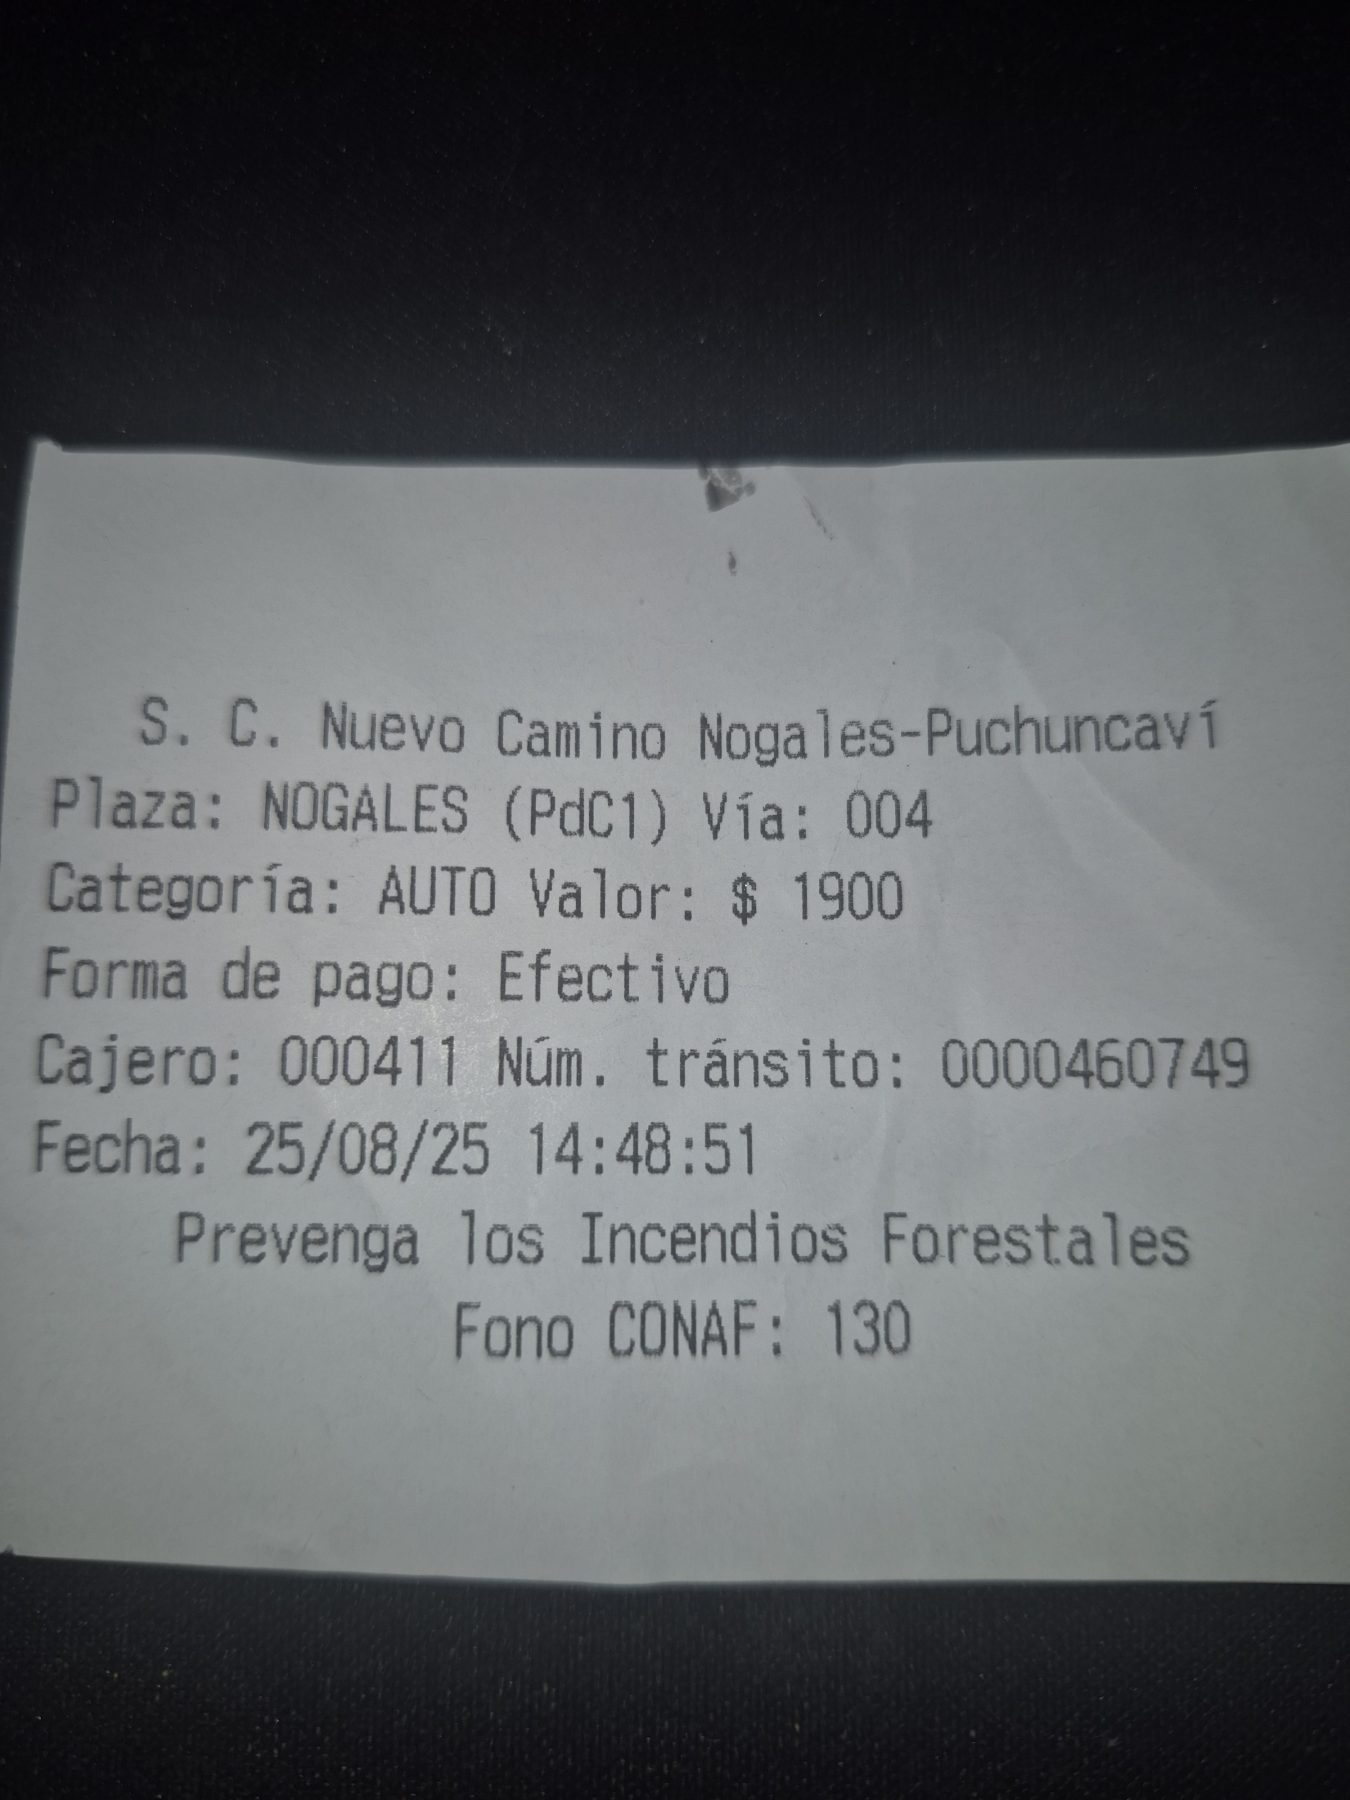 S. C. Nuevo Camino Nogales-Puchuncaví
Plaza: NOGALES (PdC1) Vía: 004
Categoría: AUTO Valor: $ 1900
Forma de pago: Efectivo
Cajero: 000411 Núm. tránsito: 0000460749
Fecha: 25/08/25 14:48:51
Prevenga los Incendios Forestales
Fono CONAF: 130